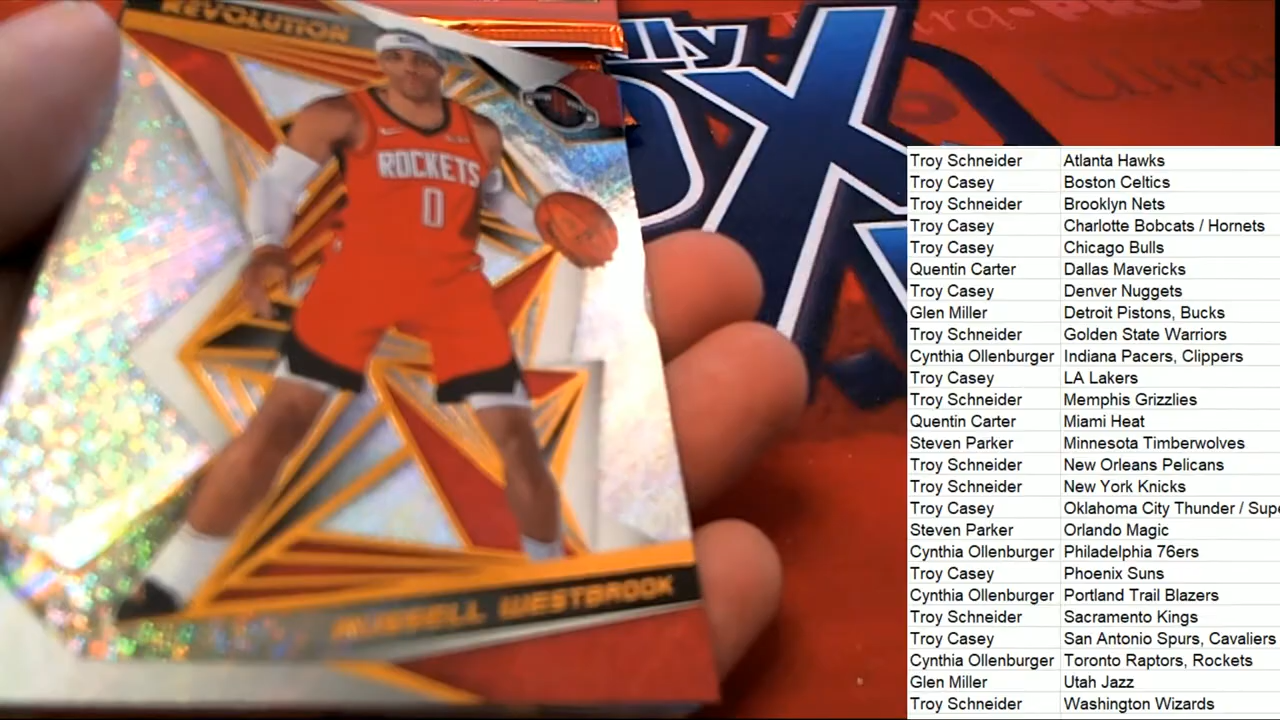 REVOLUTION
lly
OX
ROCKETS
0
WESTBROOK
Troy Schneider Atlanta Hawks
Troy Casey Boston Celtics
Troy Schneider Brooklyn Nets
Troy Casey Charlotte Bobcats / Hornets
Troy Casey Chicago Bulls
Quentin Carter Dallas Mavericks
Troy Casey Denver Nuggets
Glen Miller Detroit Pistons, Bucks
Troy Schneider Golden State Warriors
Cynthia Ollenburger Indiana Pacers, Clippers
Troy Casey LA Lakers
Troy Schneider Memphis Grizzlies
Quentin Carter Miami Heat
Steven Parker Minnesota Timberwolves
Troy Schneider New Orleans Pelicans
Troy Schneider New York Knicks
Troy Casey Oklahoma City Thunder / Supe
Steven Parker Orlando Magic
Cynthia Ollenburger Philadelphia 76ers
Troy Casey Phoenix Suns
Cynthia Ollenburger Portland Trail Blazers
Troy Schneider Sacramento Kings
Troy Casey San Antonio Spurs, Cavaliers
Cynthia Ollenburger Toronto Raptors, Rockets
Glen Miller Utah Jazz
Troy Schneider Washington Wizards